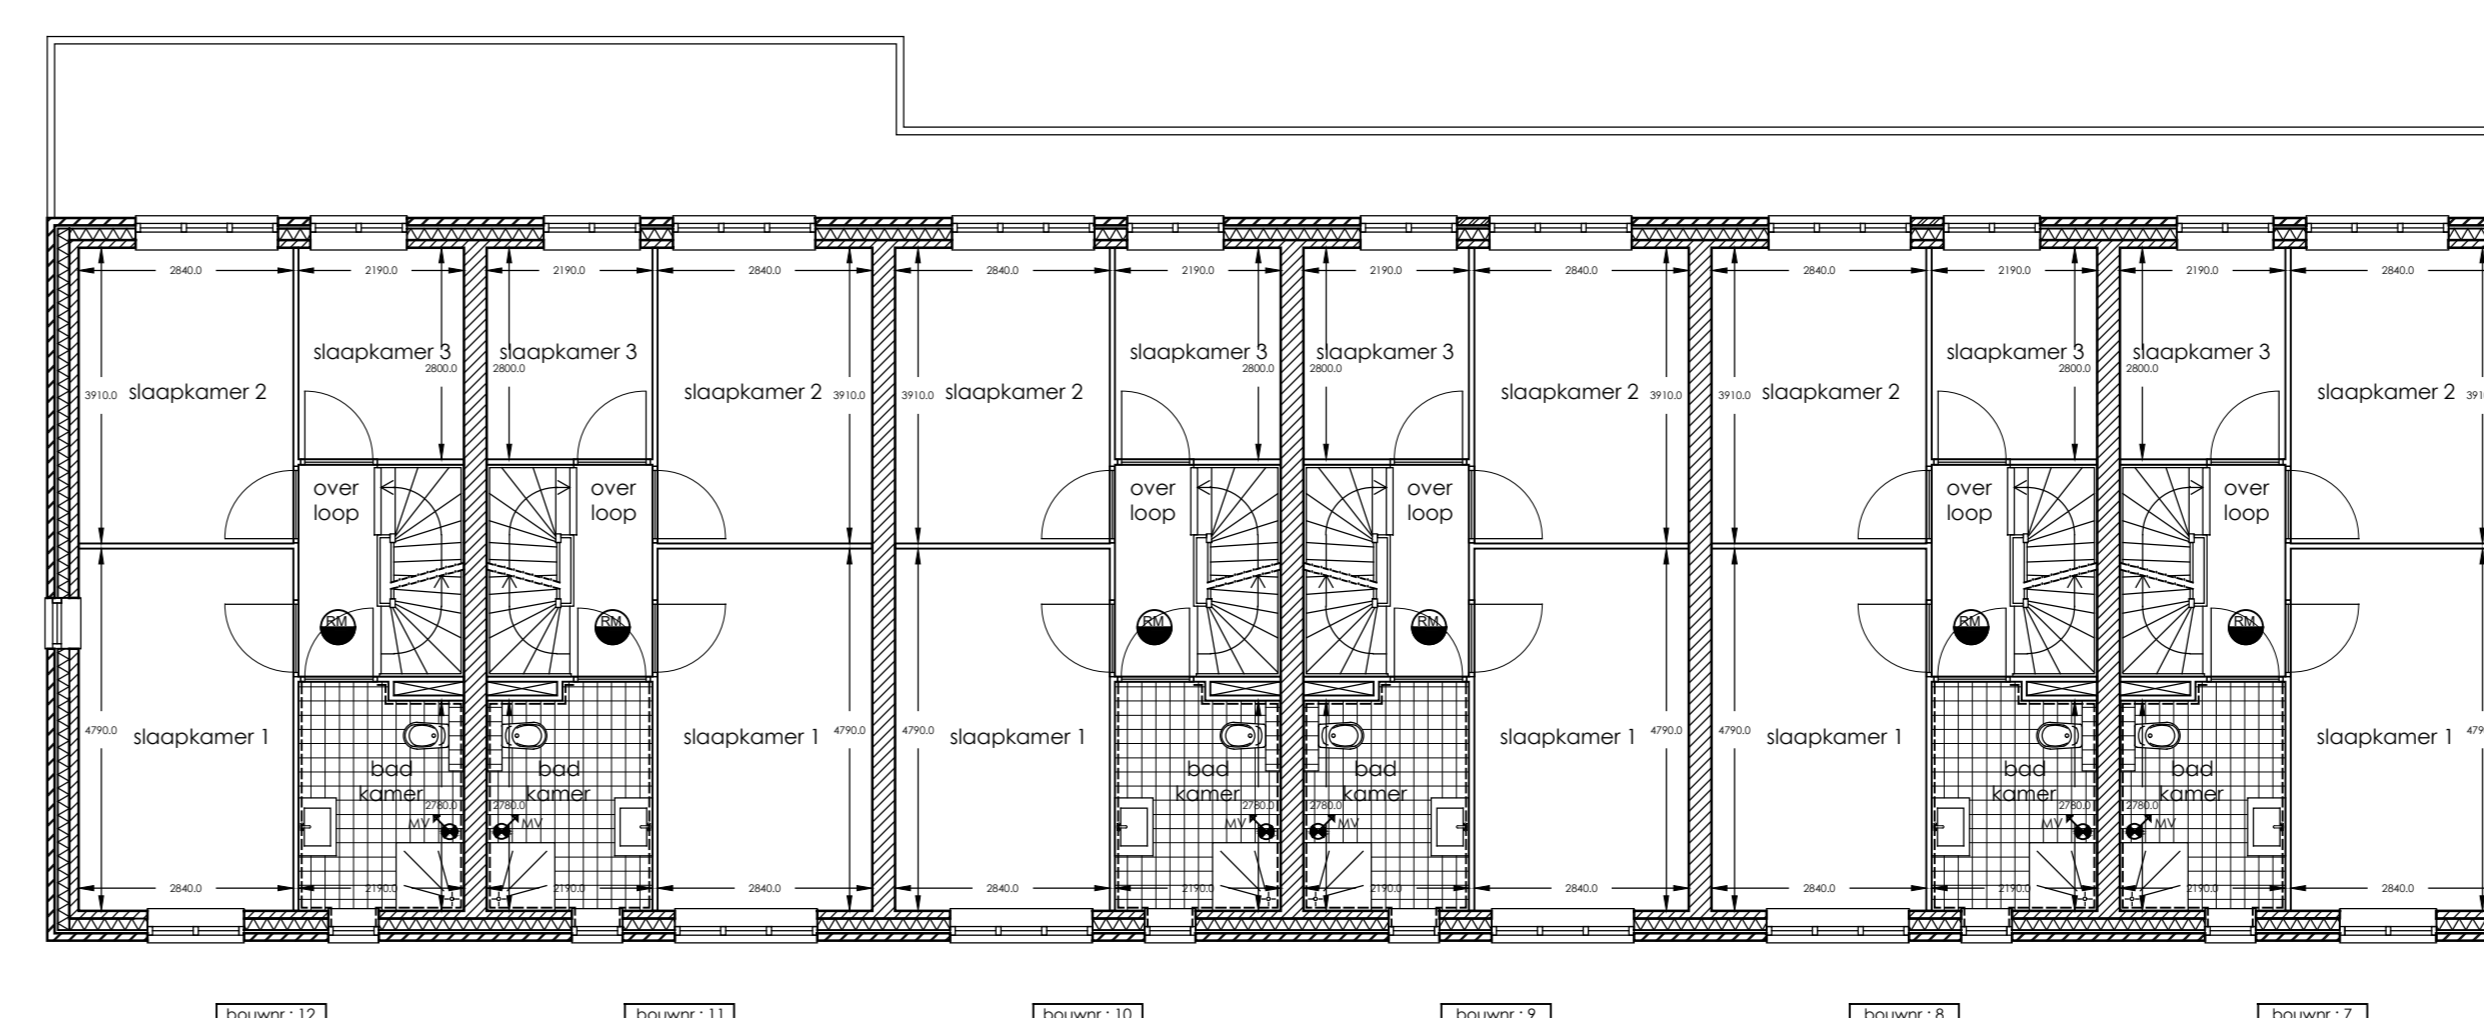 2840.0 2190.0 2190.0 2840.0 2840.0 2190.0 2190.0 2840.0 2840.0 2190.0 2190.0 2840.0
slaapkamer 3 slaapkamer 3 slaapkamer 3 slaapkamer 3 slaapkamer 3 slaapkamer 3
2800.0 2800.0 2800.0 2800.0 2800.0 2800.0
3910.0 slaapkamer 2 slaapkamer 2 3910.0 3910.0 slaapkamer 2 slaapkamer 2 3910.0 3910.0 slaapkamer 2 slaapkamer 2 391
over over over over over over
loop loop loop loop loop loop
RM RM RM RM RM RM
4790.0 slaapkamer 1 slaapkamer 1 4790.0 4790.0 slaapkamer 1 slaapkamer 1 4790.0 4790.0 slaapkamer 1 slaapkamer 1 479
bad bad bad bad bad bad
kamer kamer kamer kamer kamer kamer
2780.0 2780.0 2780.0 2780.0 2780.0 2780.0
MV MV MV MV MV MV
2840.0 2190.0 2190.0 2840.0 2840.0 2190.0 2190.0 2840.0 2840.0 2190.0 2190.0 2840.0
bouwnr : 12 bouwnr : 11 bouwnr : 10 bouwnr : 9 bouwnr : 8 bouwnr : 7